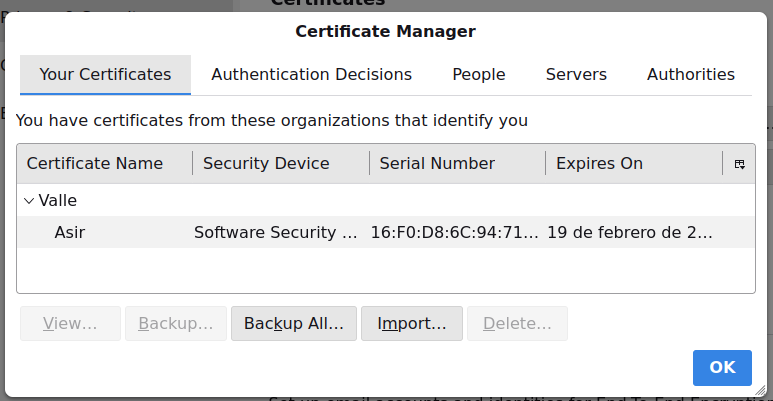 Certificates
Certificate Manager
Your Certificates Authentication Decisions People Servers Authorities
You have certificates from these organizations that identify you
Certificate Name Security Device Serial Number Expires On
Valle
Asir Software Security ... 16:F0:D8:6C:94:71... 19 de febrero de 2...
View... Backup... Backup All... Import... Delete...
OK